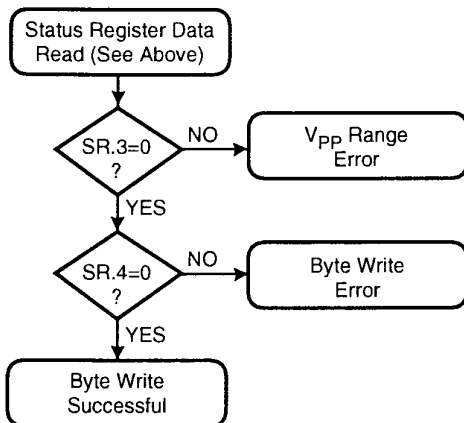 Status Register Data
Read (See Above)
SR.3=0
?
NO
VPP Range
Error
YES
SR.4=0
?
NO
Byte Write
Error
YES
Byte Write
Successful